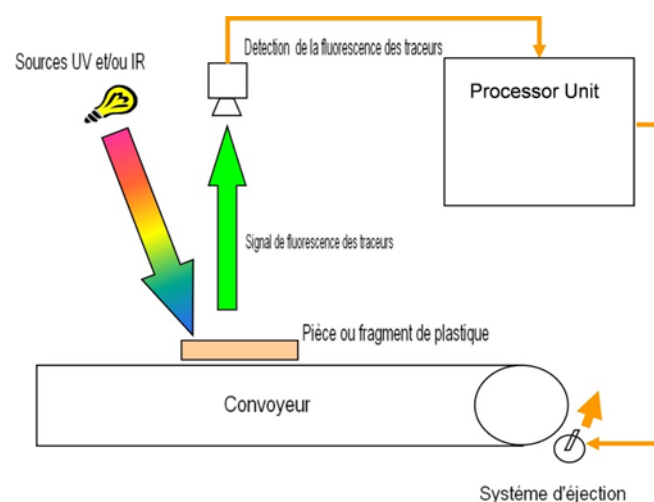 Detection de la fluorescence des traceurs
Sources UV et/ou IR
Processor Unit
Signal de fluorescence des traceurs
Pièce ou fragment de plastique
Convoyeur
Systéme d'éjection